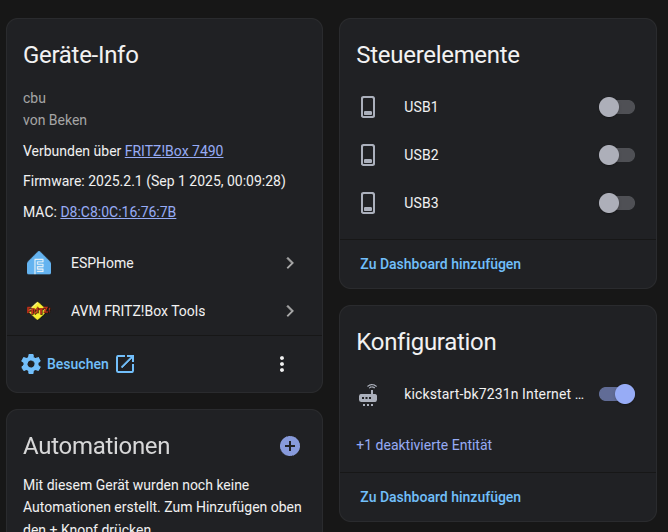 Geräte-Info
cbu
von Beken
Verbunden über FRITZ!Box 7490
Firmware: 2025.2.1 (Sep 1 2025, 00:09:28)
MAC: D8:C8:0C:16:76:7B
ESPHome
AVM FRITZ!Box Tools
Besuchen
Automationen
Mit diesem Gerät wurden noch keine
Automationen erstellt. Zum Hinzufügen oben
den + Knopf drücken
Steuerelemente
USB1
USB2
USB3
Zu Dashboard hinzufügen
Konfiguration
kickstart-bk7231n Internet ...
+1 deaktivierte Entität
Zu Dashboard hinzufügen